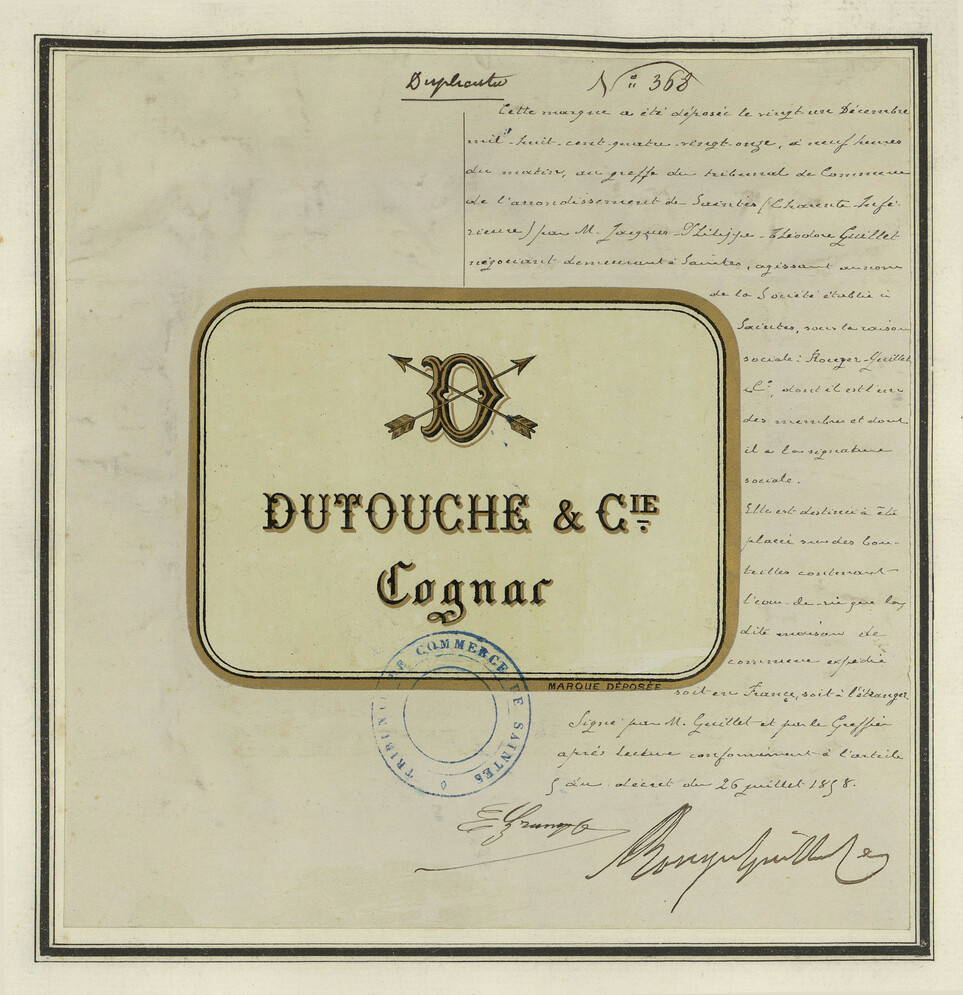 Duplicata
N° 368
Cette marque a été déposée le vingt un Décembre
mil-huit-cent-quatre-vingt-onze, à neuf heures
du matin, au greffe du tribunal de Commerce
de l'arrondissement de Saintes (Charente-Infé-
rieure) par M. Jacques-Philippe-Théodore Guillet
négociant demeurant à Saintes, agissant au nom
de la Société établie à
Saintes, sous la raison
sociale: Rouyer-Guillet
& Cie, dont il est l'un
des membre et dont
il a la signature
sociale.
Elle est destinée à êtê
placée sur des bou-
teilles contenant
l'eau-de-vie que la
dite maison de
commerce expédie
soit en France, soit à l'étranger
Signé par M. Guillet et par le Greffier
après lecture conformément à l'article
5 du décret du 26 juillet 1858.
D
DUTOUCHE & CIE
Cognac
MARQUE DÉPOSÉE
TRIBUNAL DE COMMERCE DE SAINTES
Rouyer Guillet & Ce